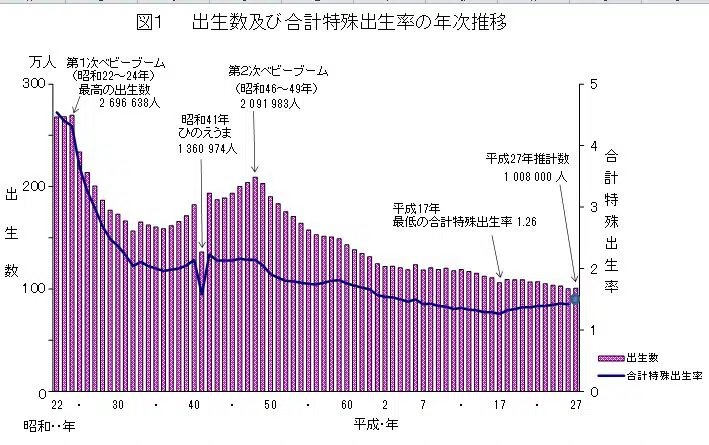 図1 出生数及び合計特殊出生率の年次推移
万人
第1次ベビーブーム
(昭和22～24年)
最高の出生数
2 696 638人
昭和41年
ひのえうま
1 360 974人
第2次ベビーブーム
(昭和46～49年)
2 091 983人
平成27年推計数
1 008 000 人
平成17年
最低の合計特殊出生率 1.26
300
200
100
0
出生数
5
4
3
2
1
0
合計特殊出生率
出生数
合計特殊出生率
22 ・ 30 ・ 40 ・ 50 ・ 60 2 7 ・ 17 ・ 27
昭和・・年 平成・年